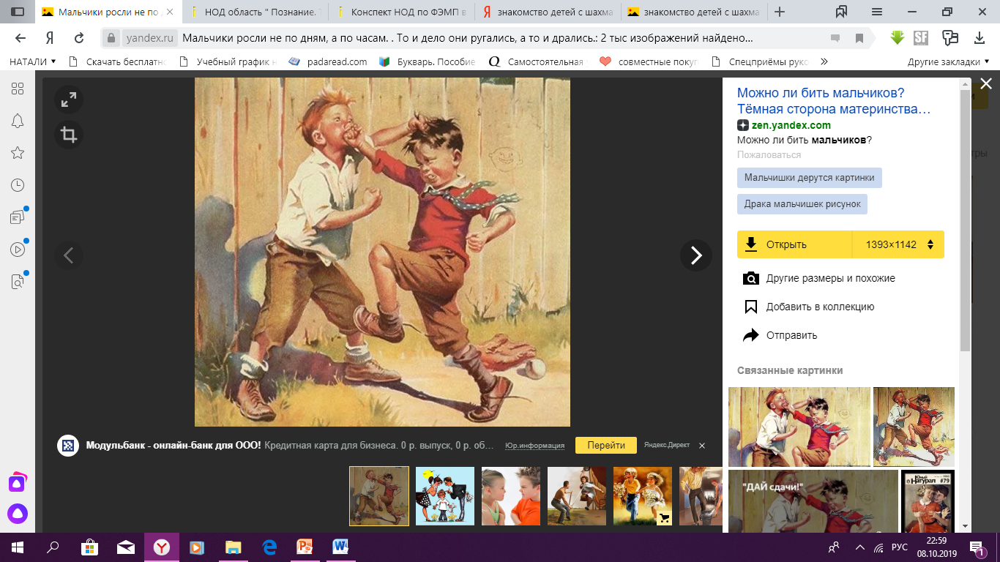 Мальчики росли не по д
НОД область " Познание. Т
Конспект НОД по ФЭМП в
знакомство детей с шахма
знакомство детей с шахма
yandex.ru
Мальчики росли не по дням, а по часам. . То и дело они ругались, а то и дрались.: 2 тыс изображений найдено...
SF
НАТАЛИ
Скачать бесплатн
Учебный график н
padaread.com
Букварь. Пособие
Самостоятельная
совместные покуп
Спецприёмы рукс
Другие закладки
Можно ли бить мальчиков?
Тёмная сторона материнства…
zen.yandex.com
Можно ли бить мальчиков?
Пожаловаться
Мальчишки дерутся картинки
Драка мальчишек рисунок
Открыть
1393×1142
Другие размеры и похожие
Добавить в коллекцию
Отправить
Связанные картинки
"ДАЙ сдачи!"
Юный
Натурал
#79
Модульбанк - онлайн-банк для ООО! Кредитная карта для бизнеса. 0 р. выпуск, 0 р. об…
Юр.информация
Перейти
Яндекс.Директ
РУС
22:59
08.10.2019
1